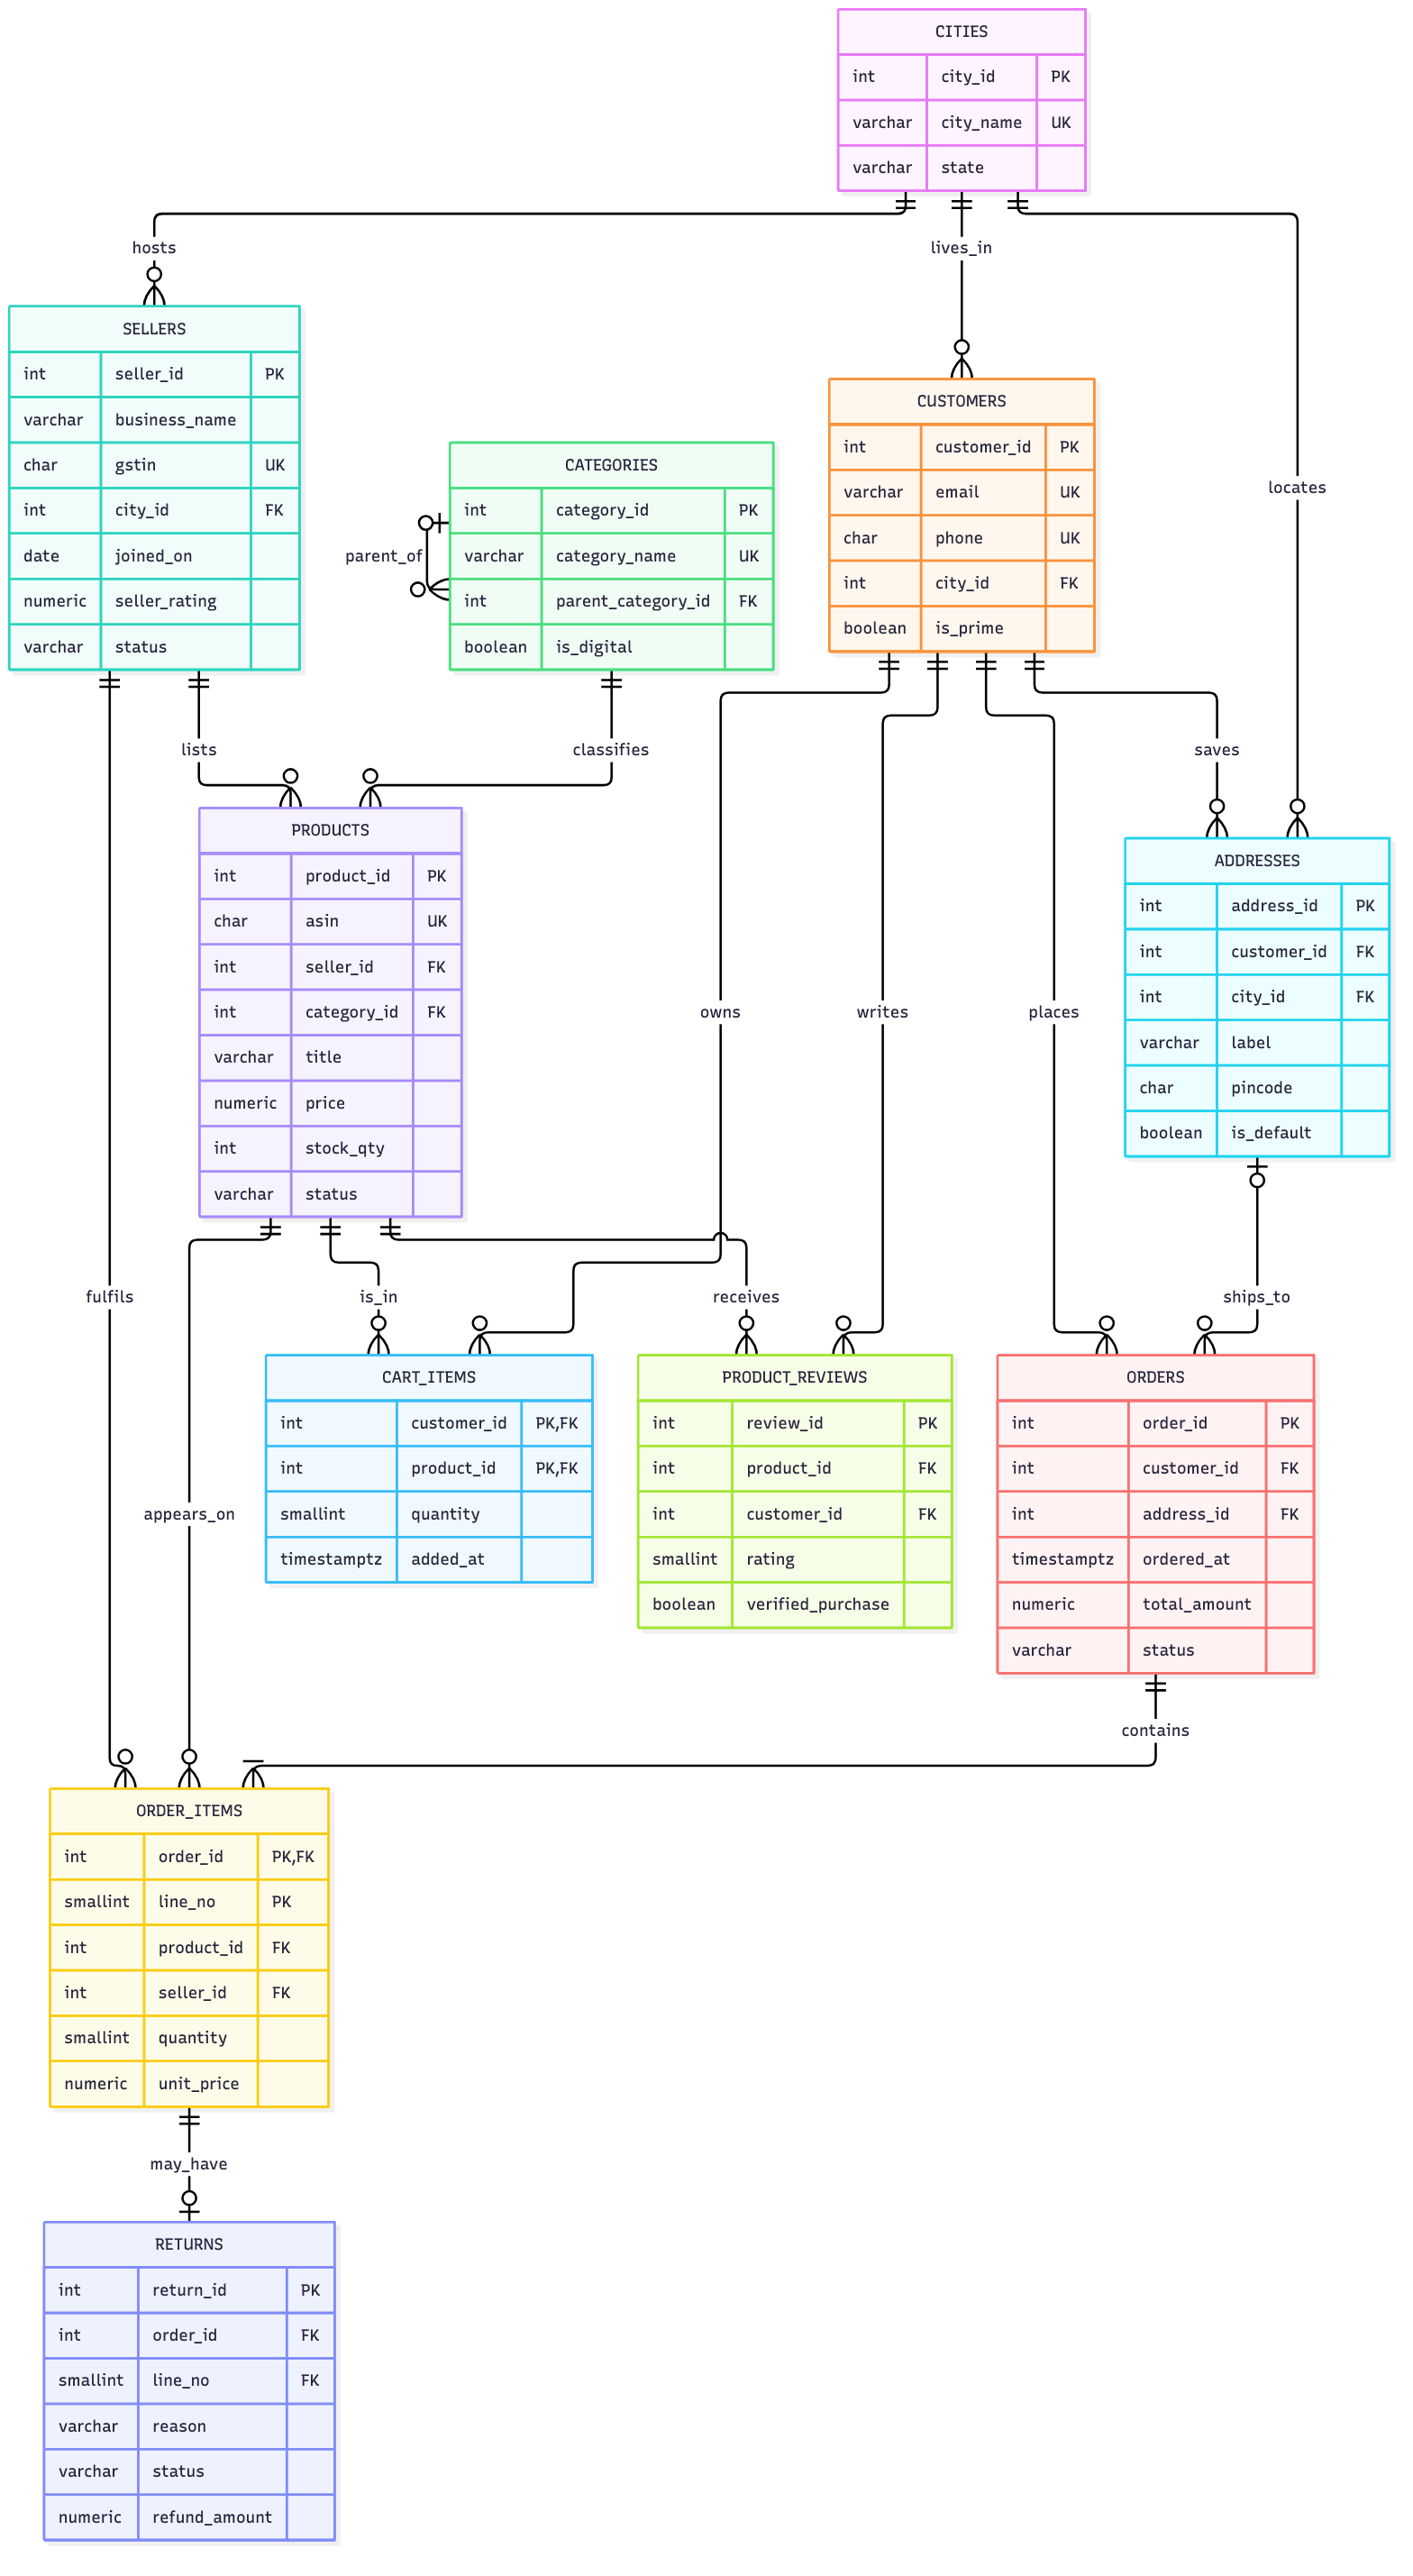 CITIES
int city_id PK
varchar city_name UK
varchar state
hosts
lives_in
locates
SELLERS
int seller_id PK
varchar business_name
char gstin UK
int city_id FK
date joined_on
numeric seller_rating
varchar status
CATEGORIES
int category_id PK
varchar category_name UK
int parent_category_id FK
boolean is_digital
parent_of
CUSTOMERS
int customer_id PK
varchar email UK
char phone UK
int city_id FK
boolean is_prime
lists
classifies
saves
PRODUCTS
int product_id PK
char asin UK
int seller_id FK
int category_id FK
varchar title
numeric price
int stock_qty
varchar status
owns
writes
places
ADDRESSES
int address_id PK
int customer_id FK
int city_id FK
varchar label
char pincode
boolean is_default
fulfils
is_in
receives
ships_to
CART_ITEMS
int customer_id PK,FK
int product_id PK,FK
smallint quantity
timestamptz added_at
PRODUCT_REVIEWS
int review_id PK
int product_id FK
int customer_id FK
smallint rating
boolean verified_purchase
ORDERS
int order_id PK
int customer_id FK
int address_id FK
timestamptz ordered_at
numeric total_amount
varchar status
appears_on
contains
ORDER_ITEMS
int order_id PK,FK
smallint line_no PK
int product_id FK
int seller_id FK
smallint quantity
numeric unit_price
may_have
RETURNS
int return_id PK
int order_id FK
smallint line_no FK
varchar reason
varchar status
numeric refund_amount